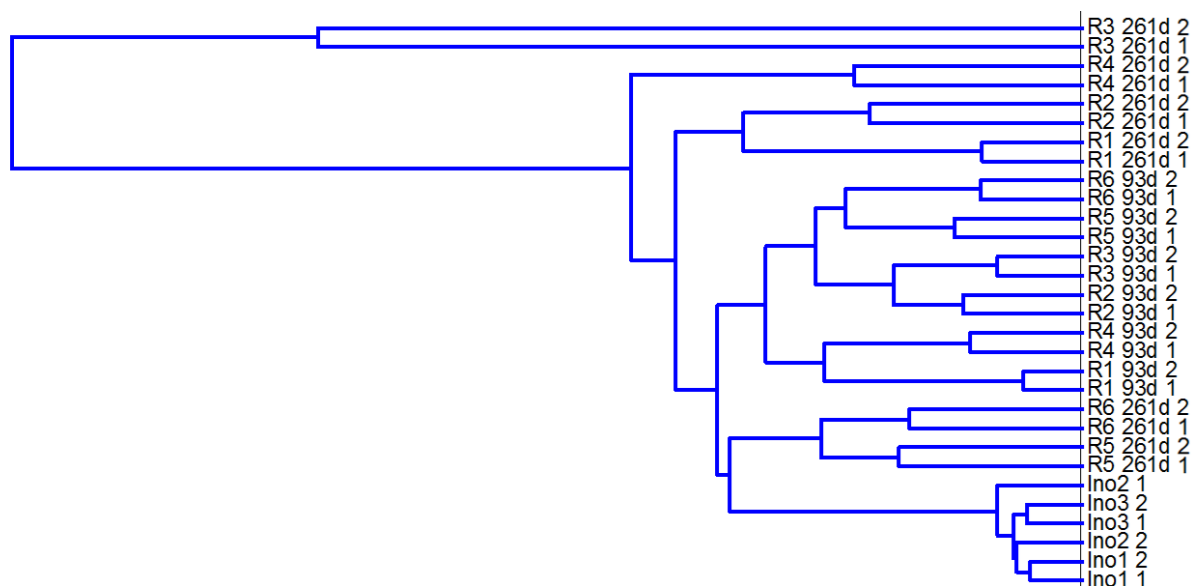 R3 261d 2
R3 261d 1
R4 261d 2
R4 261d 1
R2 261d 2
R2 261d 1
R1 261d 2
R1 261d 1
R6 93d 2
R6 93d 1
R5 93d 2
R5 93d 1
R3 93d 2
R3 93d 1
R2 93d 2
R2 93d 1
R4 93d 2
R4 93d 1
R1 93d 2
R1 93d 1
R6 261d 2
R6 261d 1
R5 261d 2
R5 261d 1
Ino2 1
Ino3 2
Ino3 1
Ino2 2
Ino1 2
Ino1 1